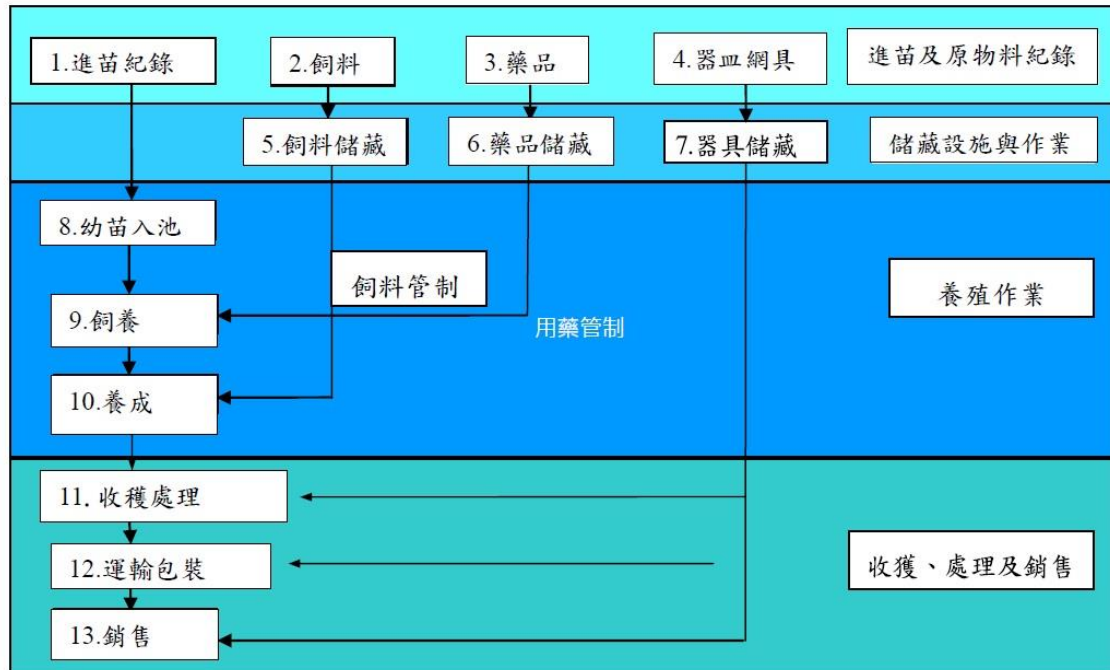 1.進苗紀錄
2.飼料
3.藥品
4.器皿網具
進苗及原物料紀錄
5.飼料儲藏
6.藥品儲藏
7.器具儲藏
儲藏設施與作業
8.幼苗入池
飼料管制
養殖作業
9.飼養
用藥管制
10.養成
11.收穫處理
12.運輸包裝
收獲、處理及銷售
13.銷售